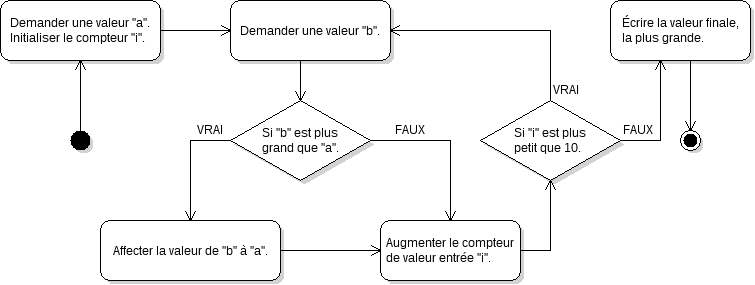 Demander une valeur "a".
Initialiser le compteur "i".
Demander une valeur "b".
Écrire la valeur finale,
la plus grande.
VRAI
Si "b" est plus
grand que "a".
VRAI
FAUX
Si "i" est plus
petit que 10.
FAUX
Affecter la valeur de "b" à "a".
Augmenter le compteur
de valeur entrée "i".